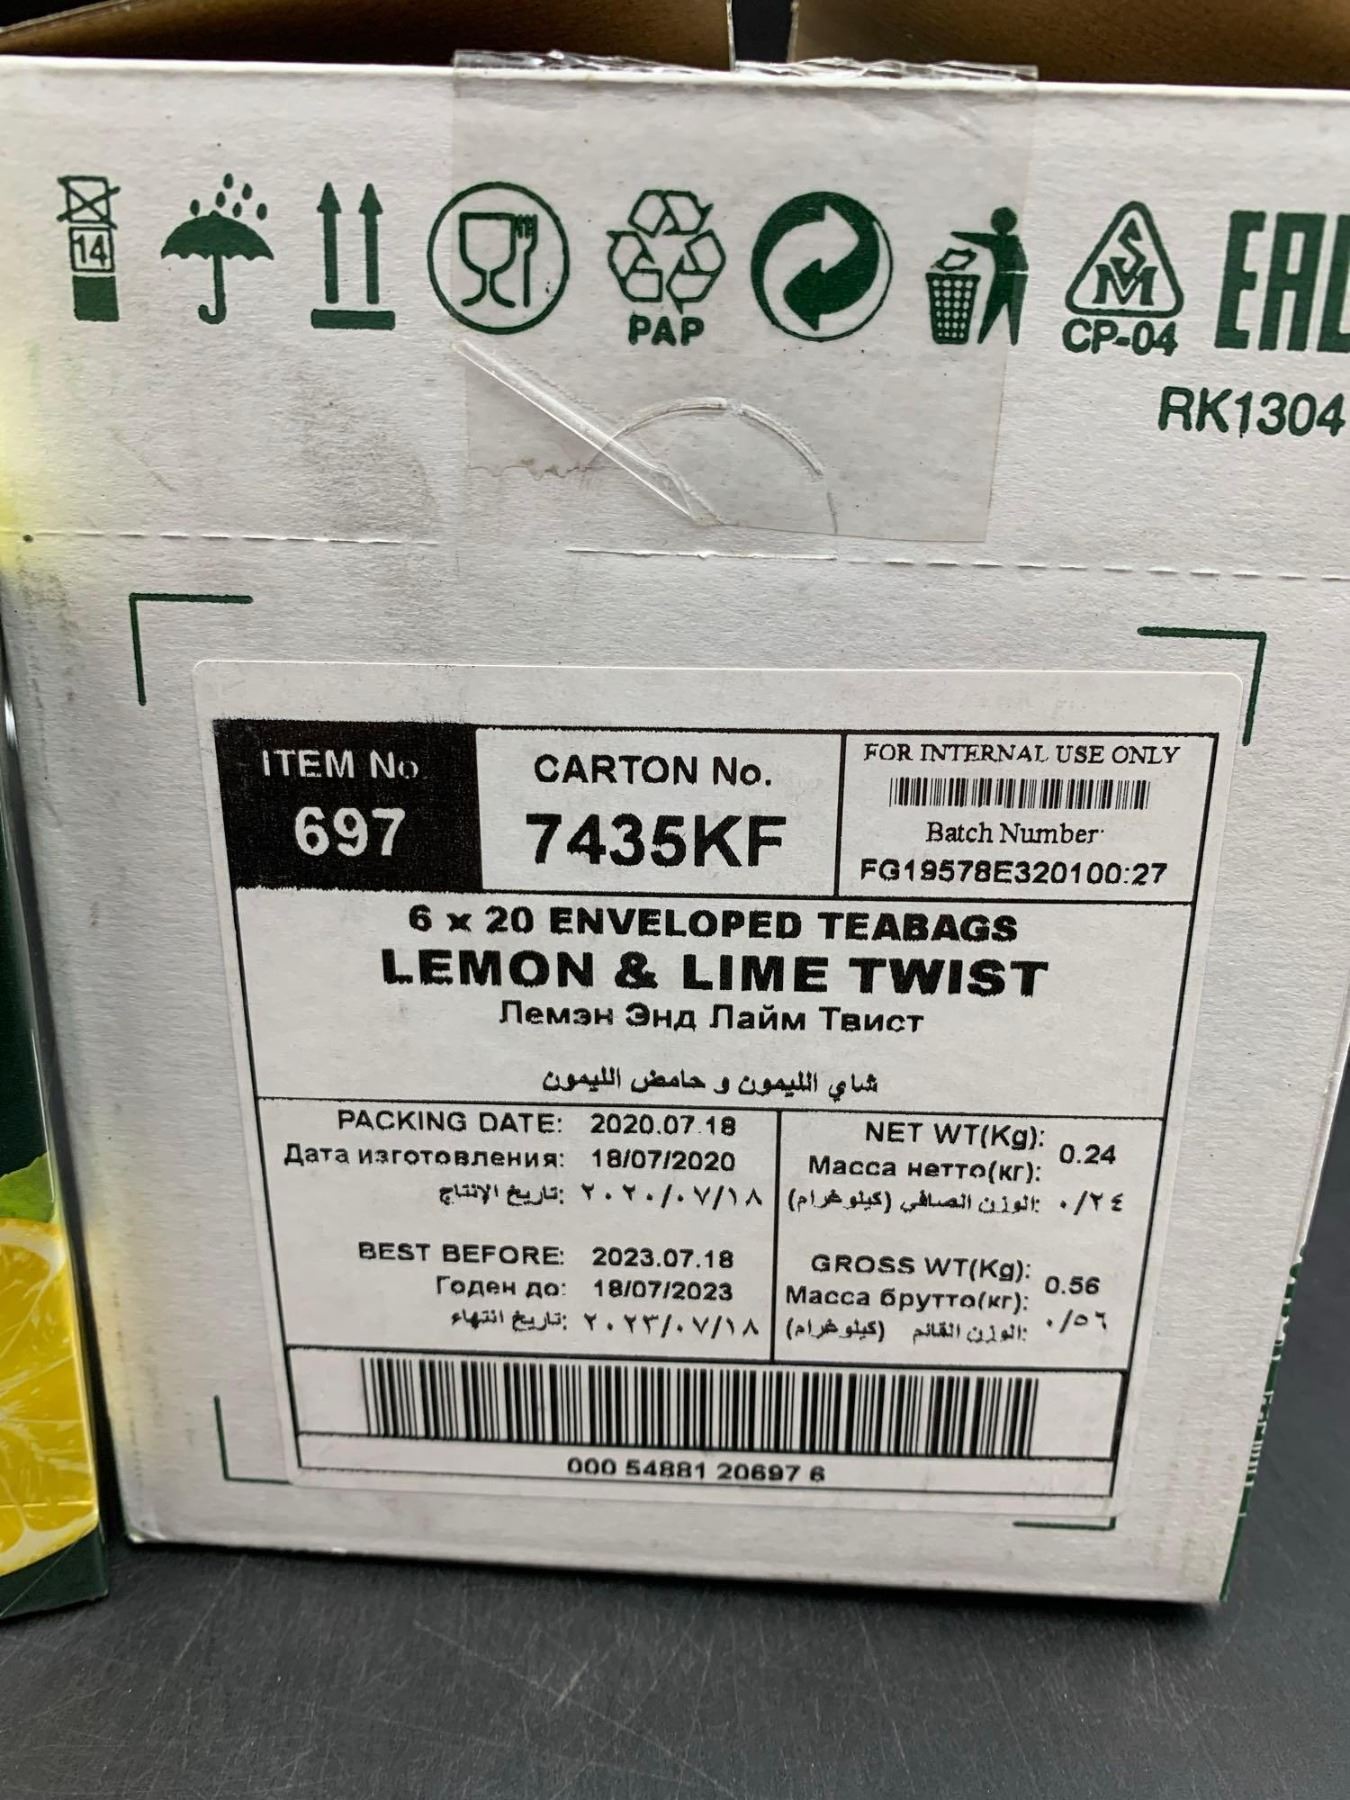 14
PAP
SM
CP-04
EAC
RK1304
ITEM No.
697
CARTON No.
7435KF
FOR INTERNAL USE ONLY
Batch Number:
FG19578E320100:27
6 x 20 ENVELOPED TEABAGS
LEMON & LIME TWIST
Лемэн Энд Лайм Твист
شاي الليمون و حامض الليمون
PACKING DATE: 2020.07.18
Дата изготовления: 18/07/2020
تاريخ الإنتاج: ٢٠٢٠/٠٧/١٨
BEST BEFORE: 2023.07.18
Годен до: 18/07/2023
تاريخ انتهاء: ٢٠٢٣/٠٧/١٨
NET WT(Kg): 0.24
Масса нетто(кг):
الوزن الصافي (كيلوغرام): ٠/٢٤
GROSS WT(Kg): 0.56
Масса брутто(кг):
الوزن القائم (كيلوغرام): ٠/٥٦
000 54881 20697 6